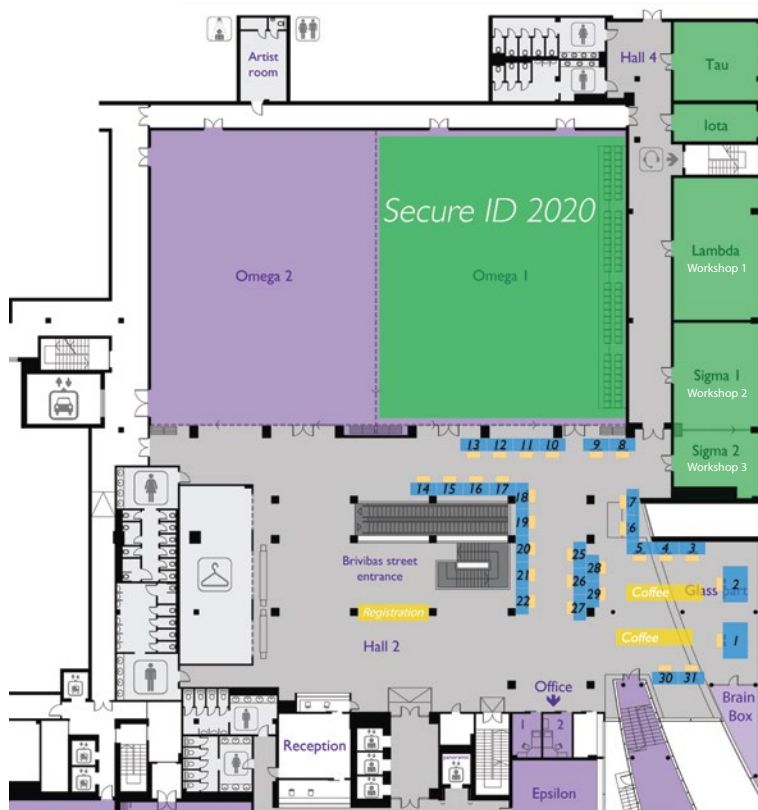 Artist
room
Hall 4
Tau
Iota
Secure ID 2020
Omega 2
Omega 1
Lambda
Workshop 1
Sigma 1
Workshop 2
Sigma 2
Workshop 3
13 12 11 10 9 8
14 15 16 17
18
19
20
21
22
7
6
5 4 3
25
28
26
29
27
Brivibas street
entrance
Registration
Hall 2
Coffee
Glass part
2
Coffee
1
30 31
Brain
Box
Office
1 2
Reception
panorama
Epsilon